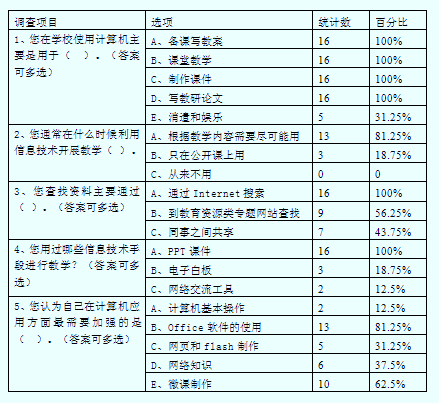 调查项目 选项 统计数 百分比
1、您在学校使用计算机主要是用于（ ）。（答案可多选） A、备课写教案 16 100%
B、课堂教学 16 100%
C、制作课件 16 100%
D、写教研论文 16 100%
E、消遣和娱乐 5 31.25%
2、您通常在什么时候利用信息技术开展教学（ ）。 A、根据教学内容需要尽可能用 13 81.25%
B、只在公开课上用 3 18.75%
C、从来不用 0 0
3、您查找资料主要通过（ ）。（答案可多选） A、通过 Internet 搜索 16 100%
B、到教育资源类专题网站查找 9 56.25%
C、同事之间共享 7 43.75%
4、您用过哪些信息技术手段进行教学？（答案可多选） A、PPT 课件 16 100%
B、电子白板 3 18.75%
C、网络交流工具 2 12.5%
5、您认为自已在计算机应用方面最需要加强的是（ ）。（答案可多选） A、计算机基本操作 2 12.5%
B、Office 软件的使用 13 81.25%
C、网页和 flash 制作 5 31.25%
D、网络知识 6 37.5%
E、微课制作 10 62.5%